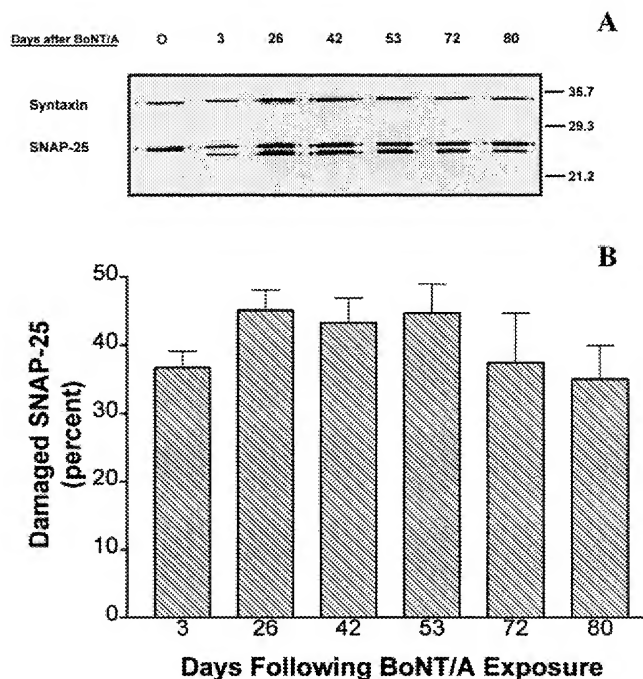 A
Days after BoNT/A O 3 26 42 53 72 80
Syntaxin
SNAP-25
35.7
29.3
21.2
B
Damaged SNAP-25
(percent)
50
40
30
20
10
0
3 26 42 53 72 80
Days Following BoNT/A Exposure